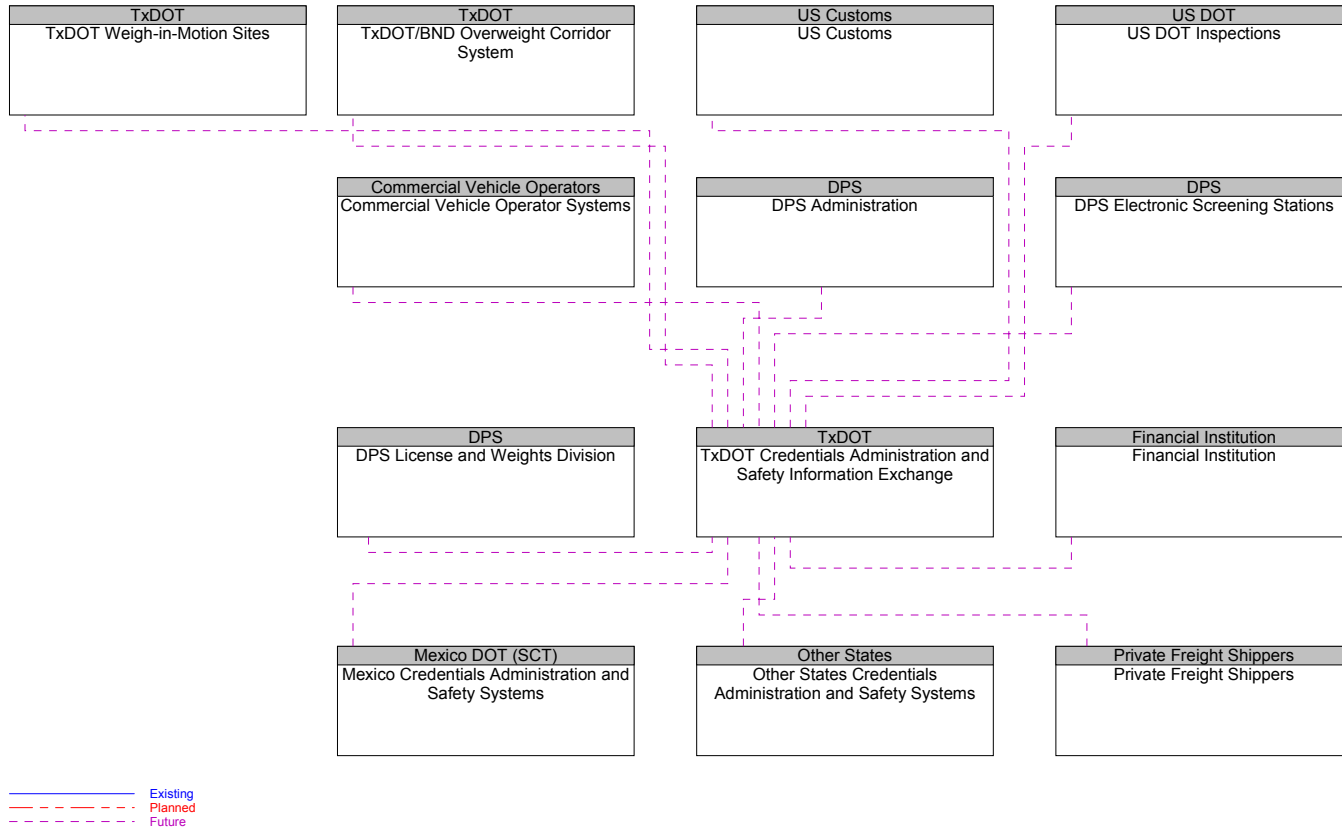 TxDOT
TxDOT Weigh-in-Motion Sites
TxDOT
TxDOT/BND Overweight Corridor
System
US Customs
US Customs
US DOT
US DOT Inspections
Commercial Vehicle Operators
Commercial Vehicle Operator Systems
DPS
DPS Administration
DPS
DPS Electronic Screening Stations
DPS
DPS License and Weights Division
TxDOT
TxDOT Credentials Administration and
Safety Information Exchange
Financial Institution
Financial Institution
Mexico DOT (SCT)
Mexico Credentials Administration and
Safety Systems
Other States
Other States Credentials
Administration and Safety Systems
Private Freight Shippers
Private Freight Shippers
Existing
Planned
Future